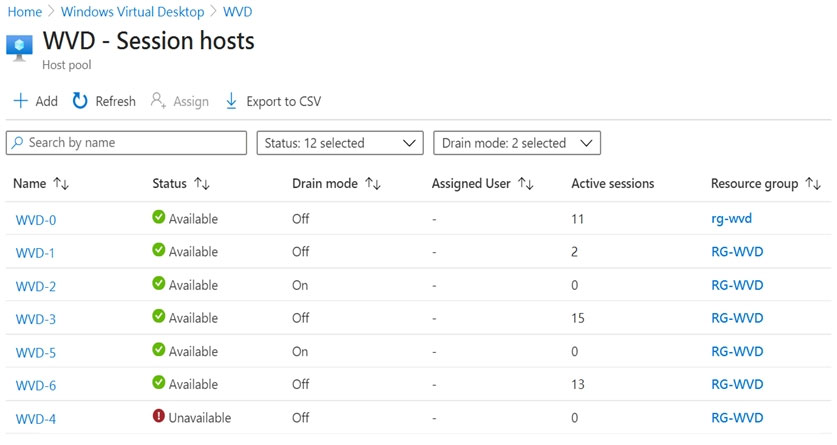 Home > Windows Virtual Desktop > WVD
WVD - Session hosts
Host pool
Add Refresh Assign Export to CSV
Search by name Status: 12 selected Drain mode: 2 selected
Name Status Drain mode Assigned User Active sessions Resource group
WVD-0 Available Off - 11 rg-wvd
WVD-1 Available Off - 2 RG-WVD
WVD-2 Available On - 0 RG-WVD
WVD-3 Available Off - 15 RG-WVD
WVD-5 Available On - 0 RG-WVD
WVD-6 Available Off - 13 RG-WVD
WVD-4 Unavailable Off - 0 RG-WVD